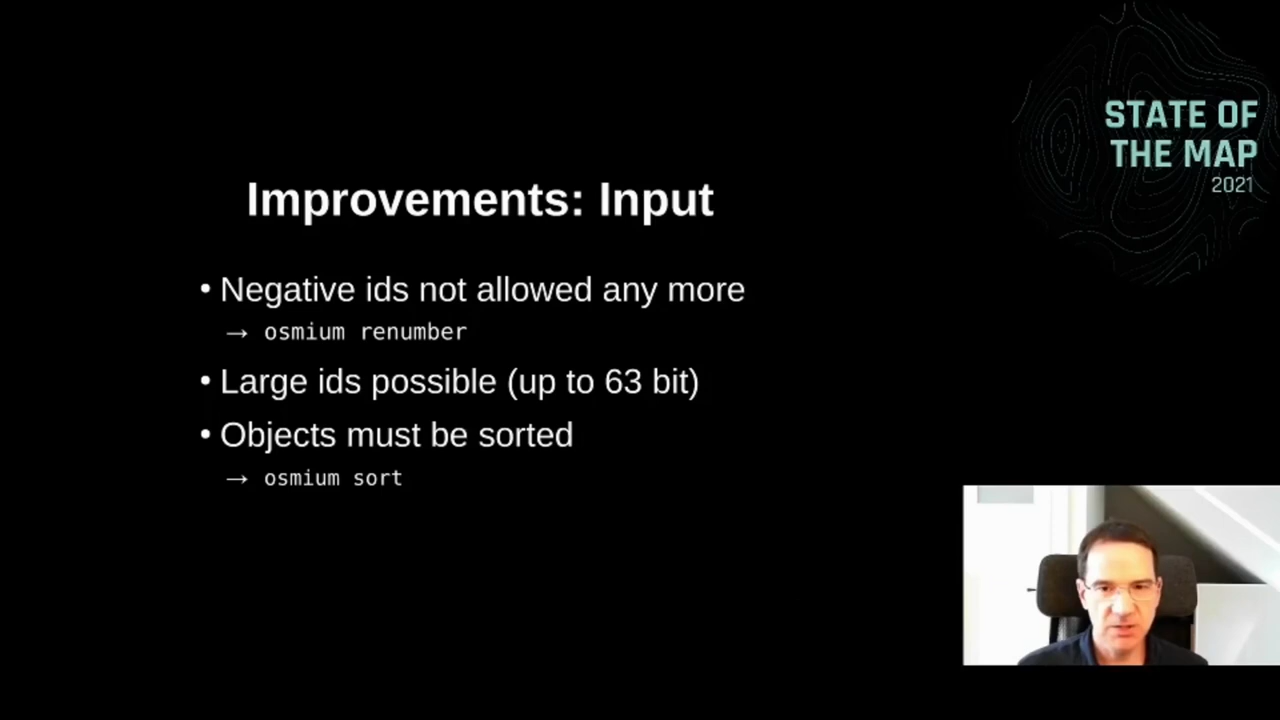 STATE OF
THE MAP
2021
Improvements: Input
• Negative ids not allowed any more
→ osmium renumber
• Large ids possible (up to 63 bit)
• Objects must be sorted
→ osmium sort